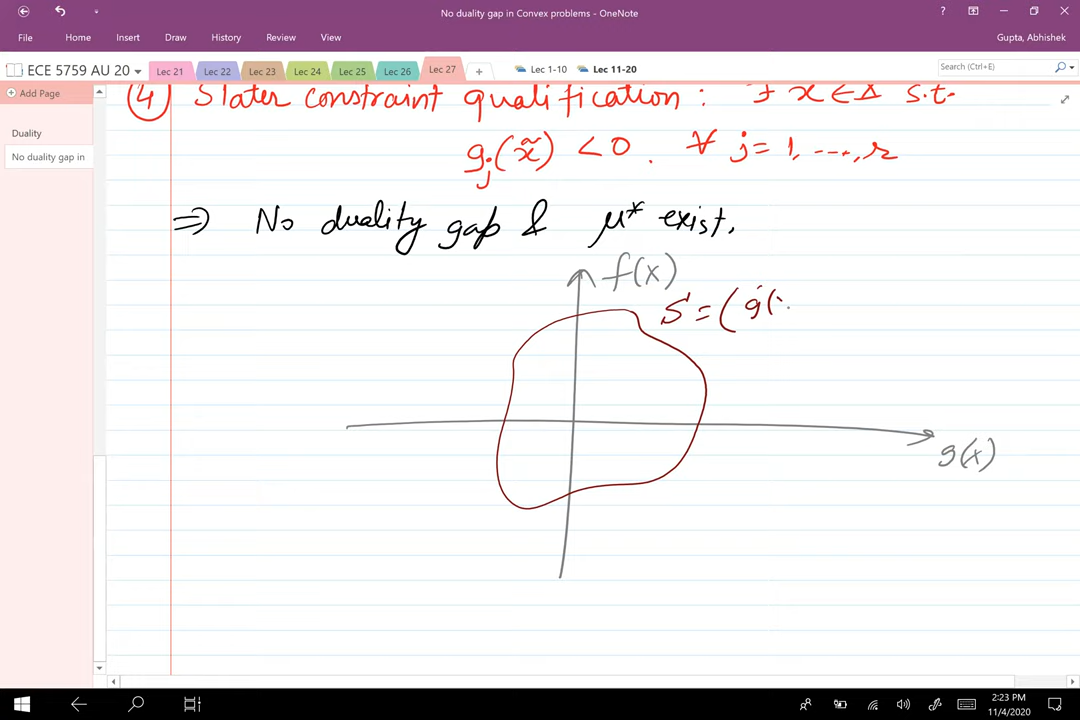 No duality gap in Convex problems - OneNote
Gupta, Abhishek
File Home Insert Draw History Review View
ECE 5759 AU 20 Lec 21 Lec 22 Lec 23 Lec 24 Lec 25 Lec 26 Lec 27 Lec 1-10 Lec 11-20
Search (Ctrl+E)
Add Page
Duality
No duality gap in
(4) Slater constraint qualification : ∃ x ∈ X s.t.
g_j(x̃) < 0. ∀ j = 1, ...., r
⇒ No duality gap & μ* exist.
f(x)
S = ( g(
g(x)
2:23 PM
11/4/2020